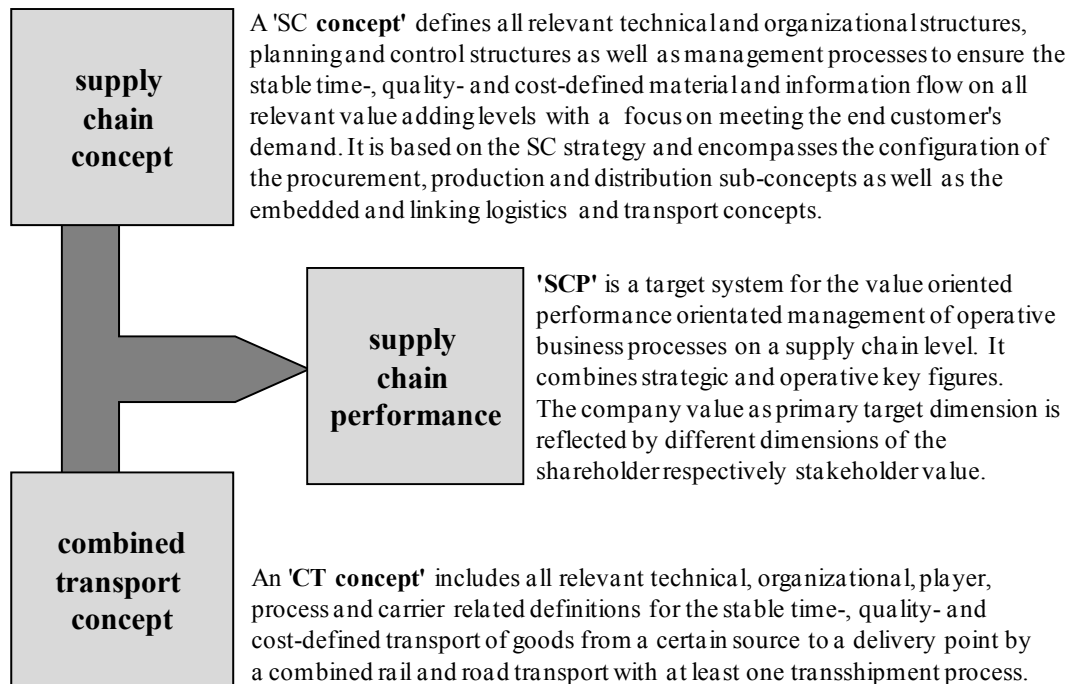 supply
chain
concept
A 'SC concept' defines all relevant technical and organizational structures,
planning and control structures as well as management processes to ensure the
stable time-, quality- and cost-defined material and information flow on all
relevant value adding levels with a focus on meeting the end customer's
demand. It is based on the SC strategy and encompasses the configuration of
the procurement, production and distribution sub-concepts as well as the
embedded and linking logistics and transport concepts.
supply
chain
performance
'SCP' is a target system for the value oriented
performance orientated management of operative
business processes on a supply chain level. It
combines strategic and operative key figures.
The company value as primary target dimension is
reflected by different dimensions of the
shareholder respectively stakeholder value.
combined
transport
concept
An 'CT concept' includes all relevant technical, organizational, player,
process and carrier related definitions for the stable time-, quality- and
cost-defined transport of goods from a certain source to a delivery point by
a combined rail and road transport with at least one transshipment process.